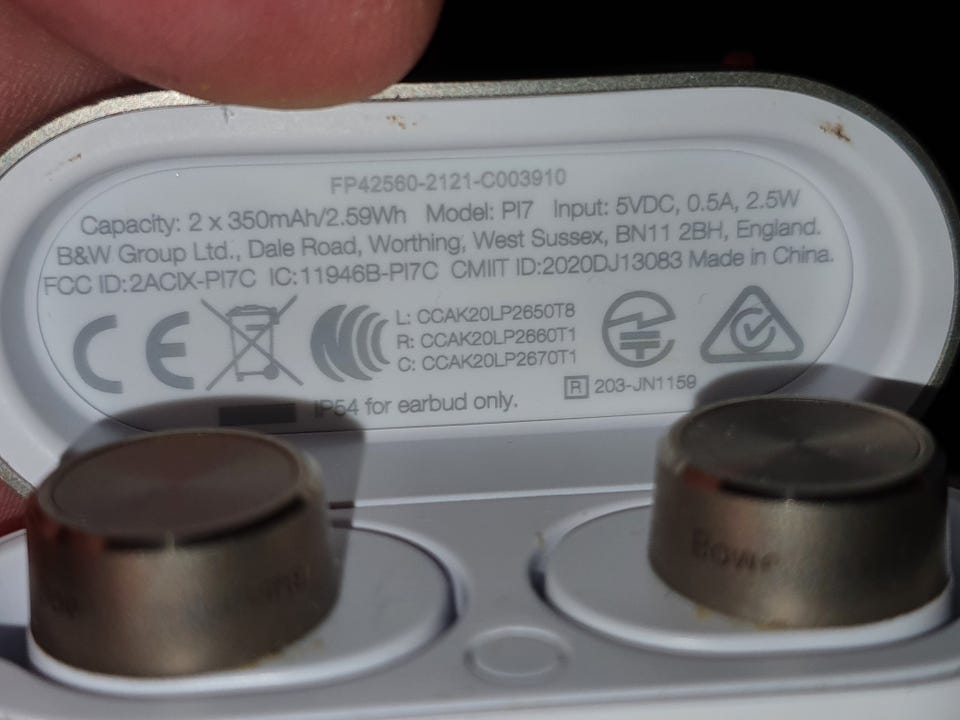 FP42560-2121-C003910
Capacity: 2 x 350mAh/2.59Wh Model: PI7 Input: 5VDC, 0.5A, 2.5W
B&W Group Ltd., Dale Road, Worthing, West Sussex, BN11 2BH, England.
FCC ID:2ACIX-PI7C IC:11946B-PI7C CMIIT ID:2020DJ13083 Made in China.
CE
L: CCAK20LP2650T8
R: CCAK20LP2660T1
C: CCAK20LP2670T1
R 203-JN1159
IP54 for earbud only.
Bowe